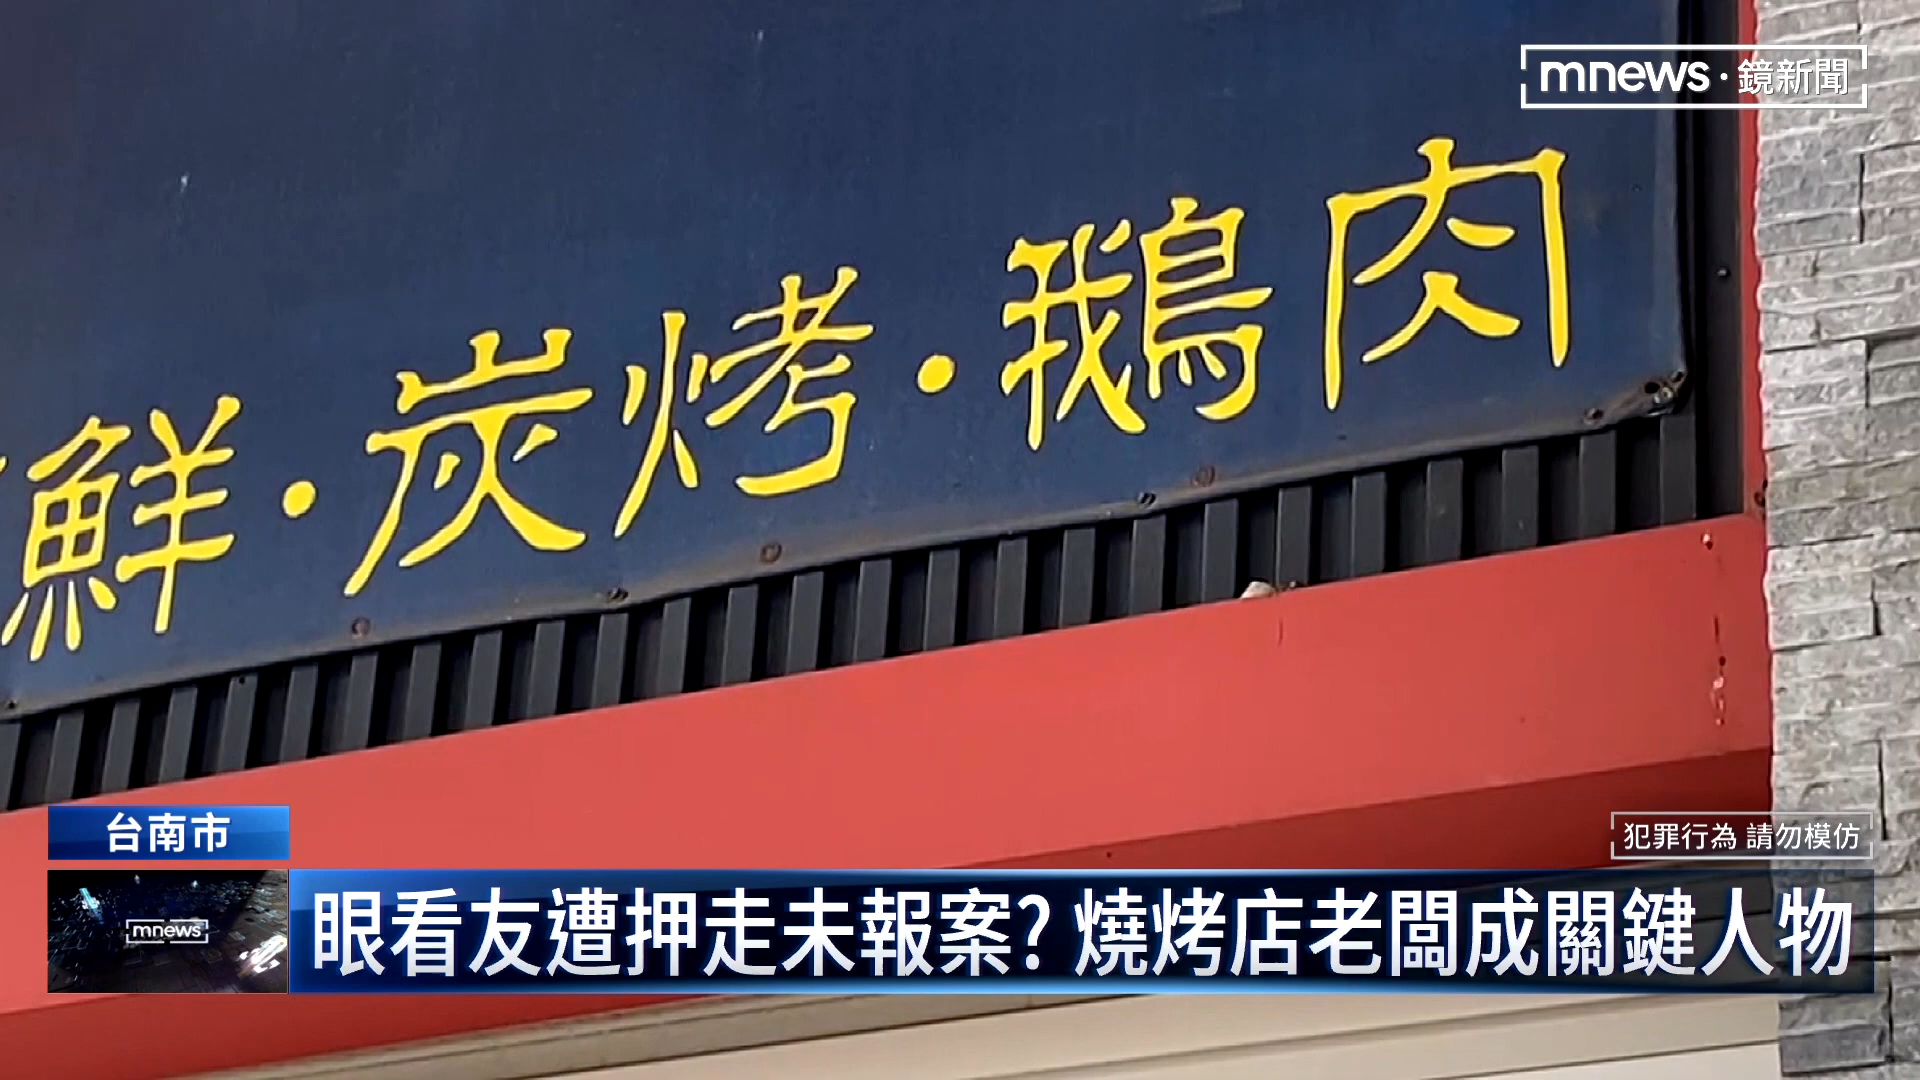 mnews·鏡新聞
鮮·炭烤·鵝肉
台南市
犯罪行為 請勿模仿
mnews
眼看友遭押走未報案? 燒烤店老闆成關鍵人物